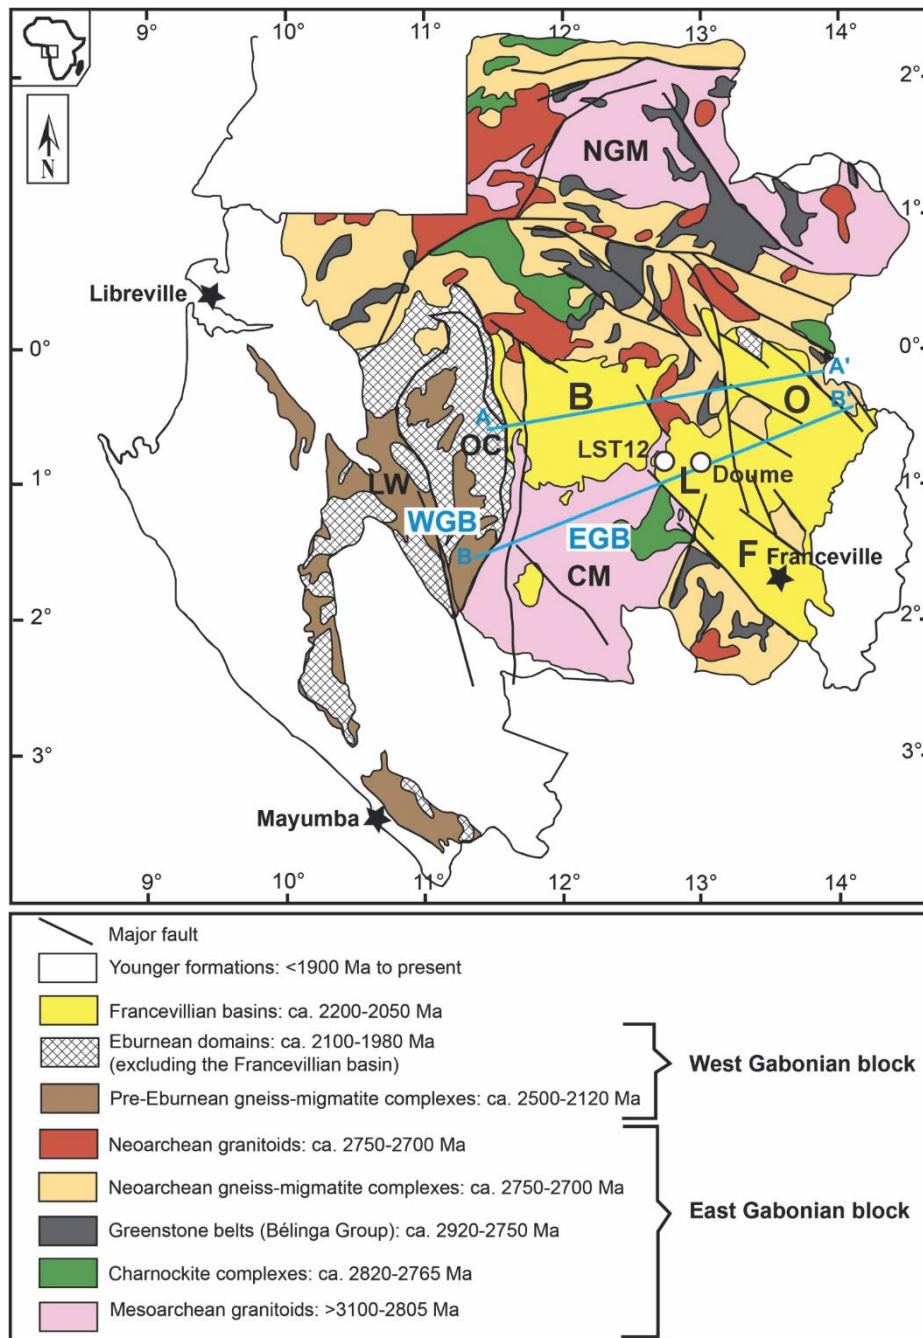 9° 10° 11° 12° 13° 14°
N
2° 
NGM
1°
Libreville
0° 0°
A'
B'
B O
A
OC LST12
1° L Doume 1°
LW
WGB
B EGB
F Franceville
CM
2° 2°
3° 3°
Mayumba
9° 10° 11° 12° 13° 14°
Major fault
Younger formations: <1900 Ma to present
Francevillian basins: ca. 2200-2050 Ma
Eburnean domains: ca. 2100-1980 Ma
(excluding the Francevillian basin)
West Gabonian block
Pre-Eburnean gneiss-migmatite complexes: ca. 2500-2120 Ma
Neoarchean granitoids: ca. 2750-2700 Ma
Neoarchean gneiss-migmatite complexes: ca. 2750-2700 Ma
East Gabonian block
Greenstone belts (Bélinga Group): ca. 2920-2750 Ma
Charnockite complexes: ca. 2820-2765 Ma
Mesoarchean granitoids: >3100-2805 Ma